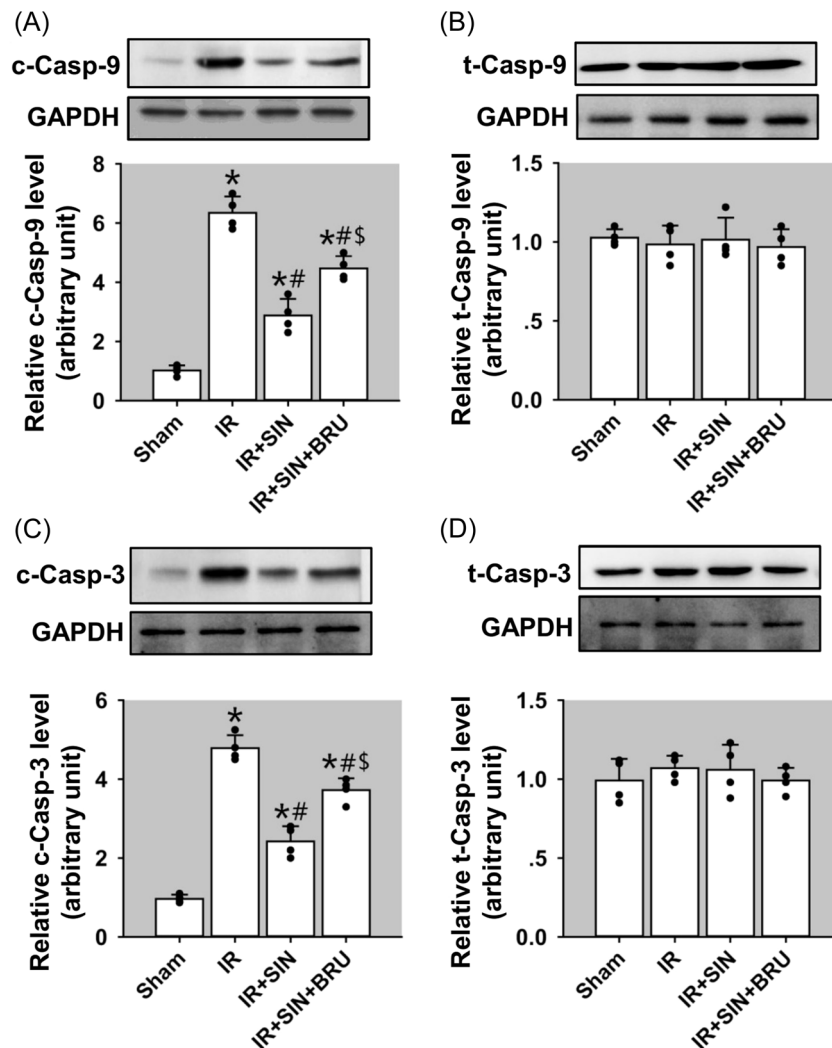 (A)
c-Casp-9
GAPDH
Relative c-Casp-9 level
(arbitrary unit)
8
6
4
2
0
*
*#
*#$
Sham
IR
IR+SIN
IR+SIN+BRU
(B)
t-Casp-9
GAPDH
Relative t-Casp-9 level
(arbitrary unit)
1.5
1.0
.5
0.0
Sham
IR
IR+SIN
IR+SIN+BRU
(C)
c-Casp-3
GAPDH
Relative c-Casp-3 level
(arbitrary unit)
6
4
2
0
*
*#
*#$
Sham
IR
IR+SIN
IR+SIN+BRU
(D)
t-Casp-3
GAPDH
Relative t-Casp-3 level
(arbitrary unit)
1.5
1.0
.5
0.0
Sham
IR
IR+SIN
IR+SIN+BRU